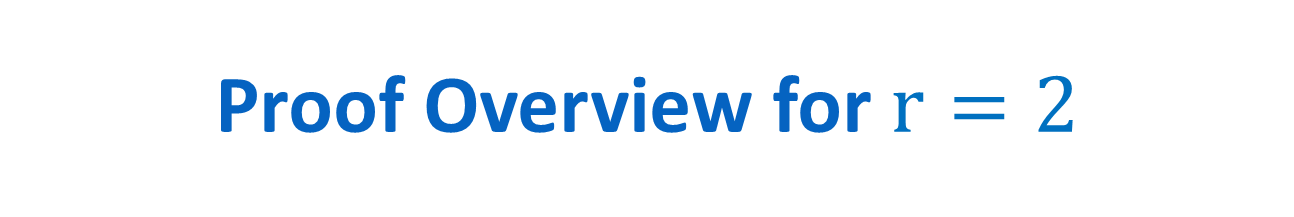 Proof Overview for r = 2